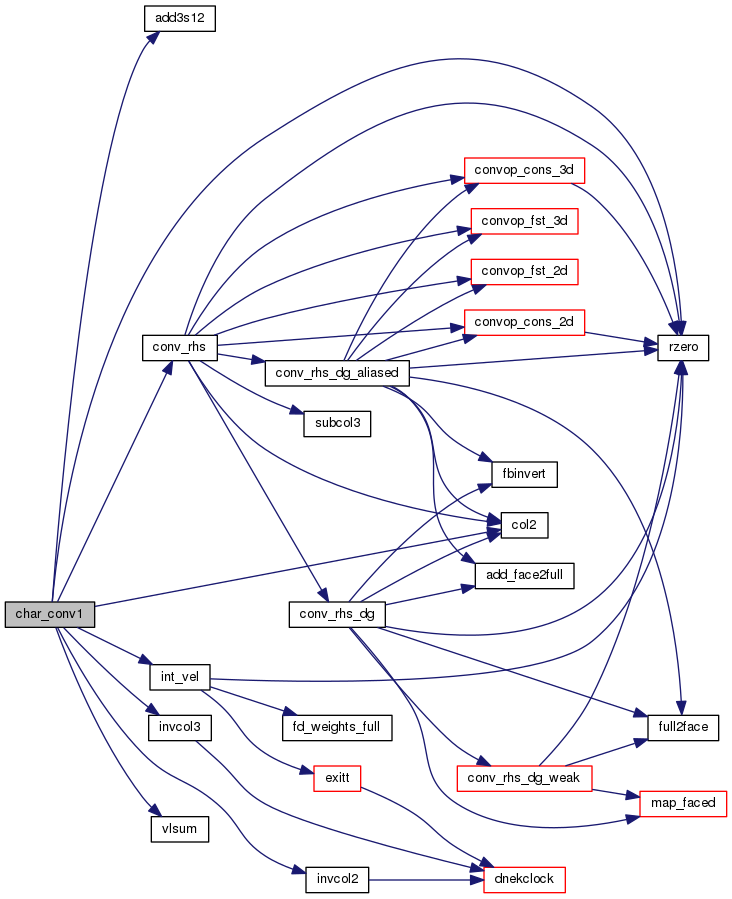 add3s12
convop_cons_3d
convop_fst_3d
convop_fst_2d
convop_cons_2d
conv_rhs
rzero
conv_rhs_dg_aliased
subcol3
fbinvert
col2
add_face2full
char_conv1
conv_rhs_dg
int_vel
invcol3
fd_weights_full
full2face
exitt
conv_rhs_dg_weak
map_faced
vlsum
invcol2
dnekclock